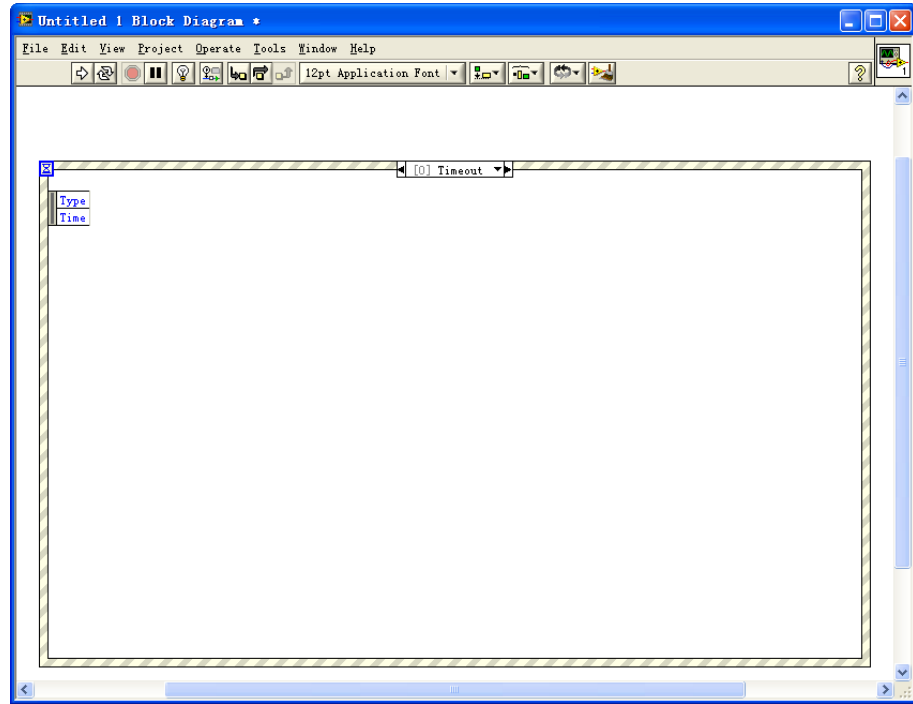 Untitled 1 Block Diagram *
File Edit View Project Operate Tools Window Help
12pt Application Font
?
1
[0] Timeout
Type
Time